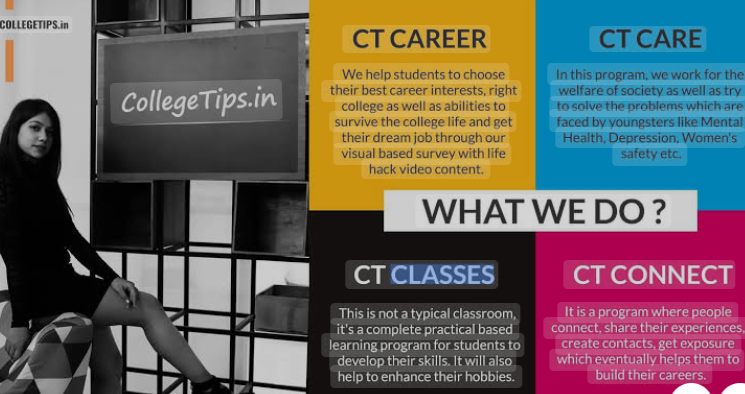 COLLEGETIPS.in
CollegeTips.in
CT CAREER
We help students to choose
their best career interests, right
college as well as abilities to
survive the college life and get
their dream job through our
visual based survey with life
hack video content.
CT CARE
In this program, we work for the
welfare of society as well as try
to solve the problems which are
faced by youngsters like Mental
Health, Depression, Women's
safety etc.
WHAT WE DO ?
CT CLASSES
This is not a typical classroom,
it's a complete practical based
learning program for students to
develop their skills. It will also
help to enhance their hobbies.
CT CONNECT
It is a program where people
connect, share their experiences,
create contacts, get exposure
which eventually helps them to
build their careers.